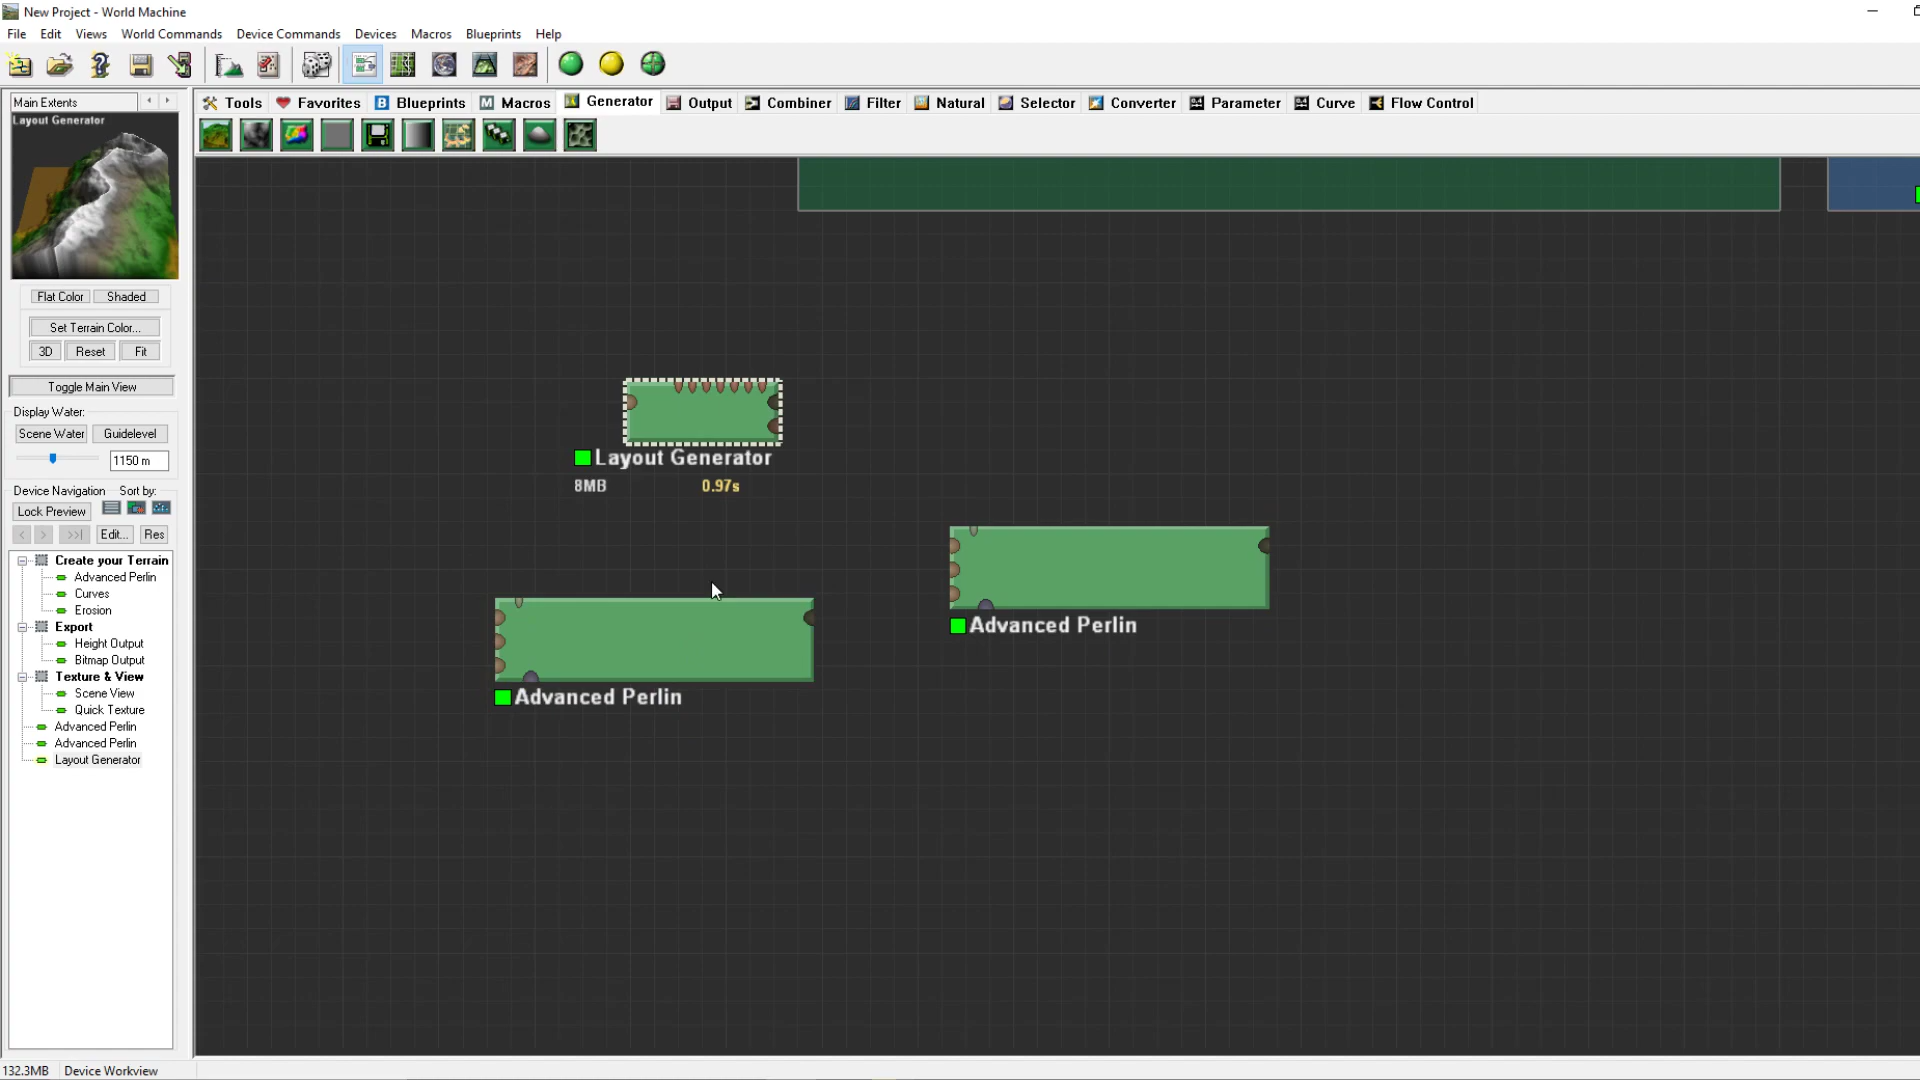 New Project - World Machine
File Edit Views World Commands Device Commands Devices Macros Blueprints Help
Main Extents
Tools Favorites B Blueprints M Macros Generator Output Combiner Filter Natural Selector Converter Parameter Curve Flow Control
Layout Generator
Flat Color Shaded
Set Terrain Color...
3D Reset Fit
Toggle Main View
Display Water:
Scene Water Guidelevel
1150 m
Device Navigation Sort by:
Lock Preview
< > >>| Edit... Res
Create your Terrain
Advanced Perlin
Curves
Erosion
Export
Height Output
Bitmap Output
Texture & View
Scene View
Quick Texture
Advanced Perlin
Advanced Perlin
Layout Generator
Layout Generator
8MB 0.97s
Advanced Perlin
Advanced Perlin
132.3MB Device Workview